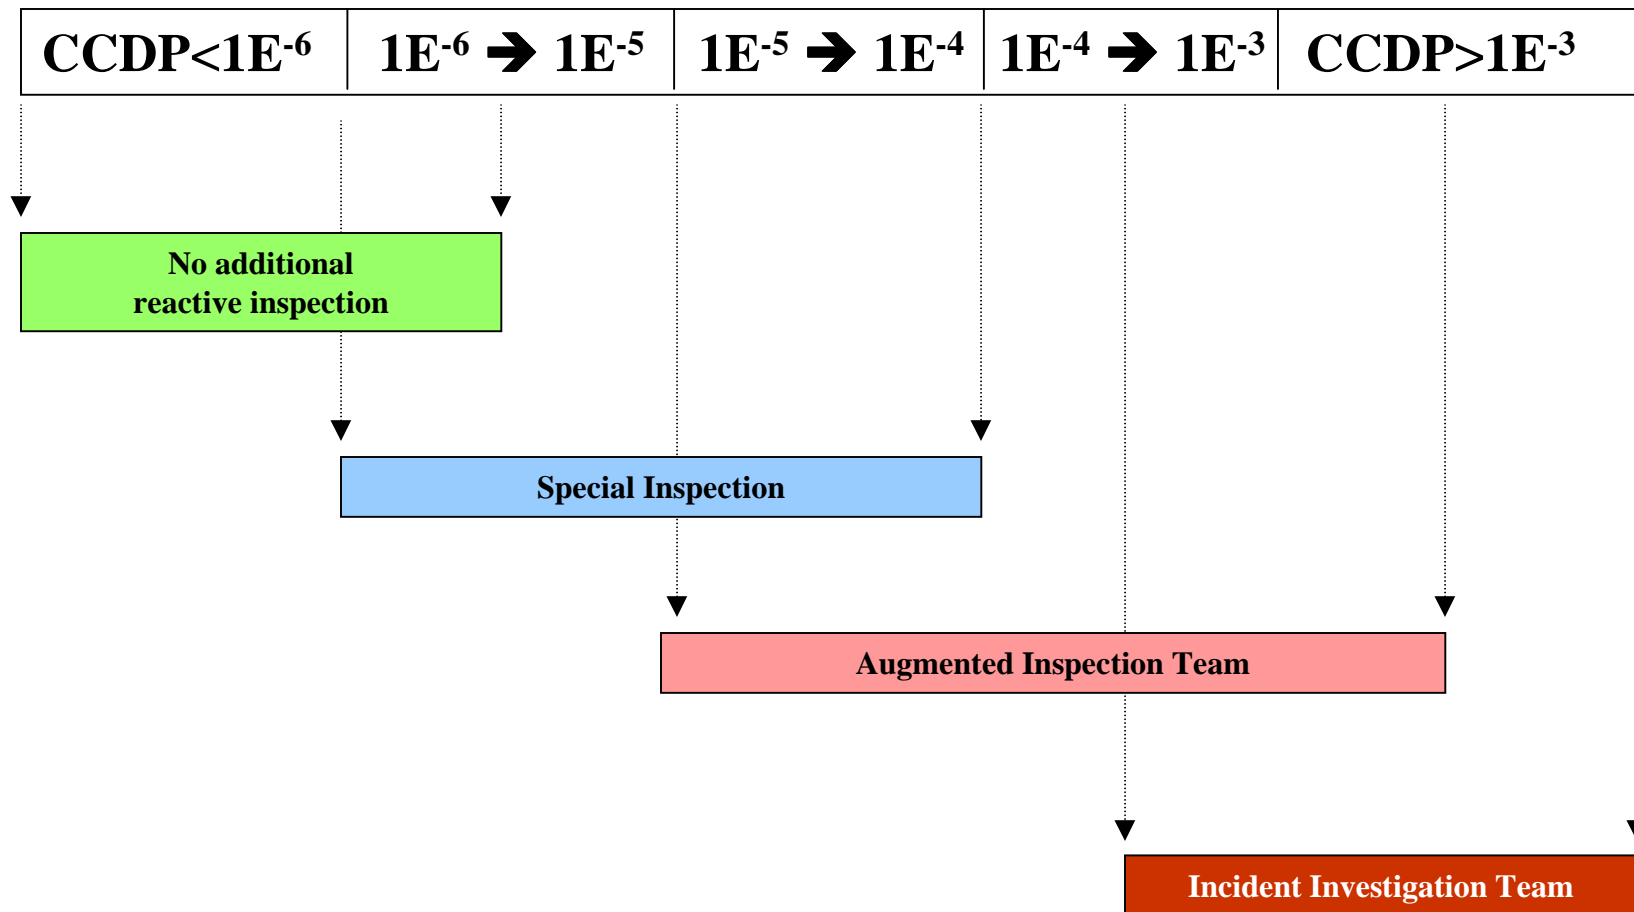 CCDP<1E-6 1E-6 ➔ 1E-5 1E-5 ➔ 1E-4 1E-4 ➔ 1E-3 CCDP>1E-3
No additional
reactive inspection
Special Inspection
Augmented Inspection Team
Incident Investigation Team